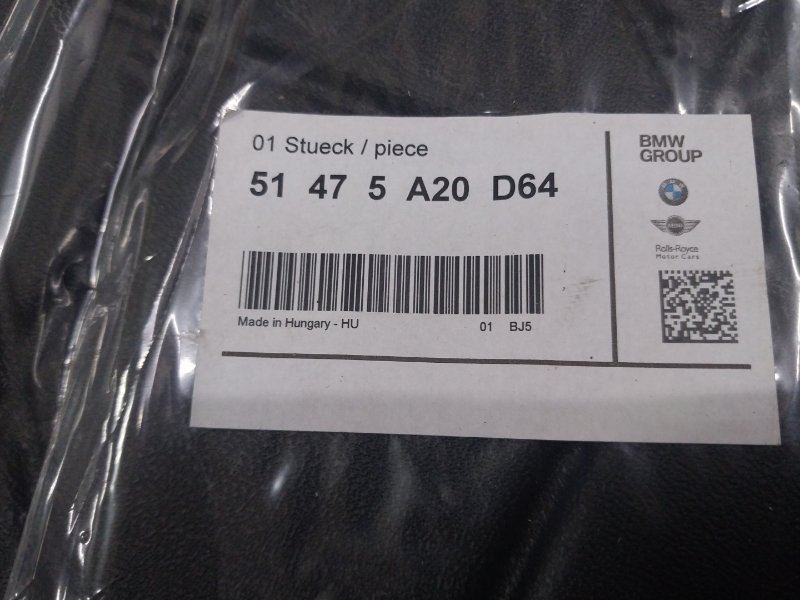 01 Stueck / piece
51 47 5 A20 D64
Made in Hungary - HU
01 BJ5
BMW
GROUP
Rolls-Royce
Motor Cars